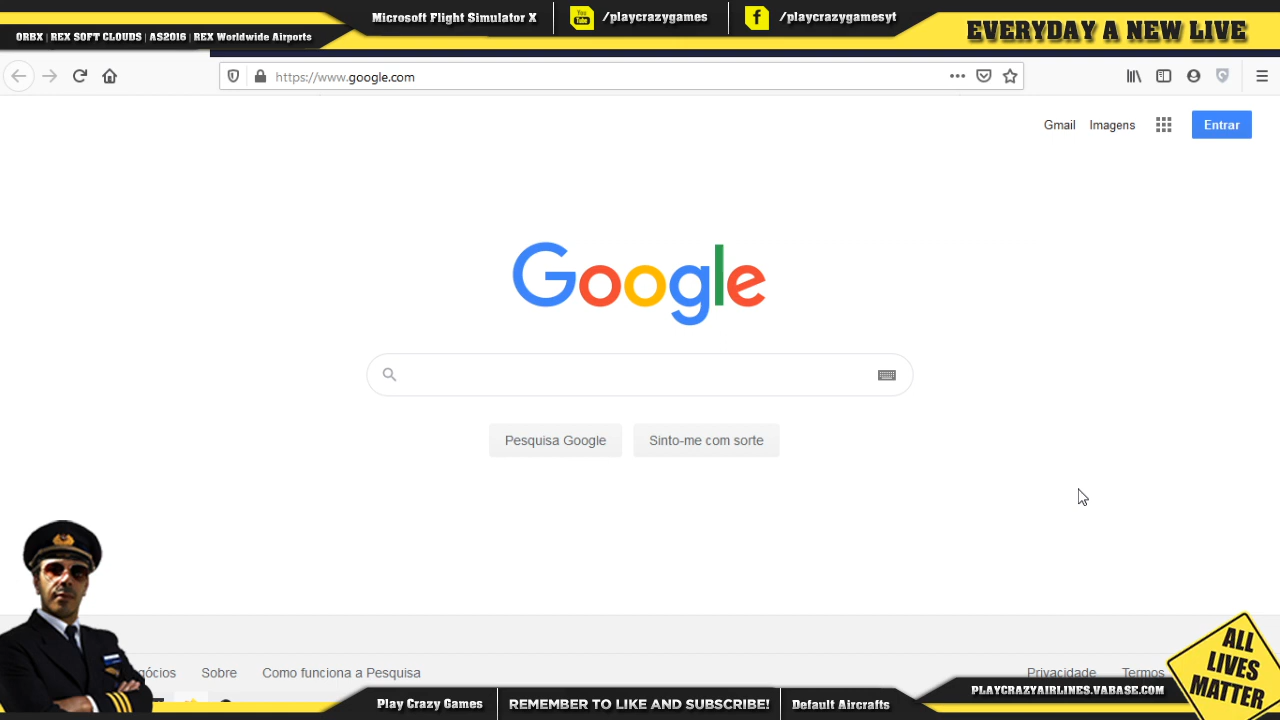 Microsoft Flight Simulator X
You Tube /playcrazygames
f /playcrazygamesyt
EVERYDAY A NEW LIVE
ORBX | REX SOFT CLOUDS | AS2016 | REX Worldwide Airports
https://www.google.com
Gmail Imagens Entrar
Google
Pesquisa Google Sinto-me com sorte
Sobre Como funciona a Pesquisa Privacidade Termos
ALL
LIVES
MATTER
PLAYCRAZYAIRLINES.VABASE.COM
Play Crazy Games REMEMBER TO LIKE AND SUBSCRIBE! Default Aircrafts